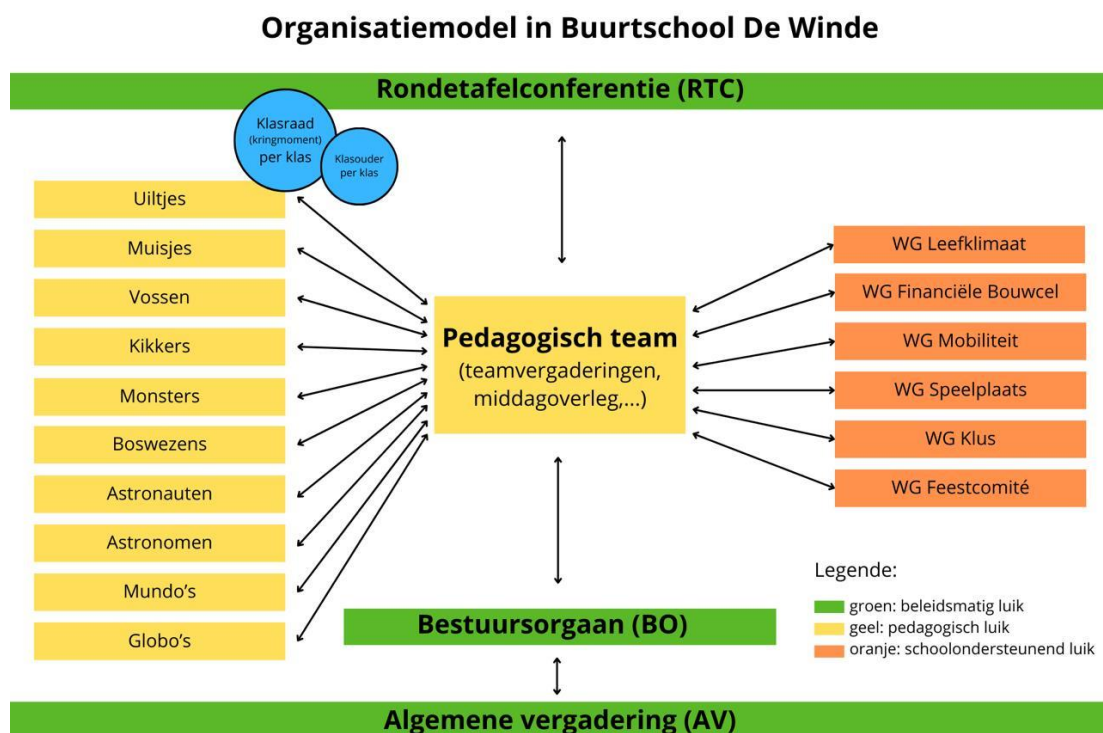 Organisatiemodel in Buurtschool De Winde
Rondetafelconferentie (RTC)
Klasraad
(kringmoment)
per klas
Klasouder
per klas
Uiltjes
Muisjes
Vossen
Kikkers
Monsters
Boswezens
Astronauten
Astronomen
Mundo's
Globo's
Pedagogisch team
(teamvergaderingen,
middagoverleg,...)
WG Leefklimaat
WG Financiële Bouwcel
WG Mobiliteit
WG Speelplaats
WG Klus
WG Feestcomité
Legende:
groen: beleidsmatig luik
geel: pedagogisch luik
oranje: schoolondersteunend luik
Bestuursorgaan (BO)
Algemene vergadering (AV)